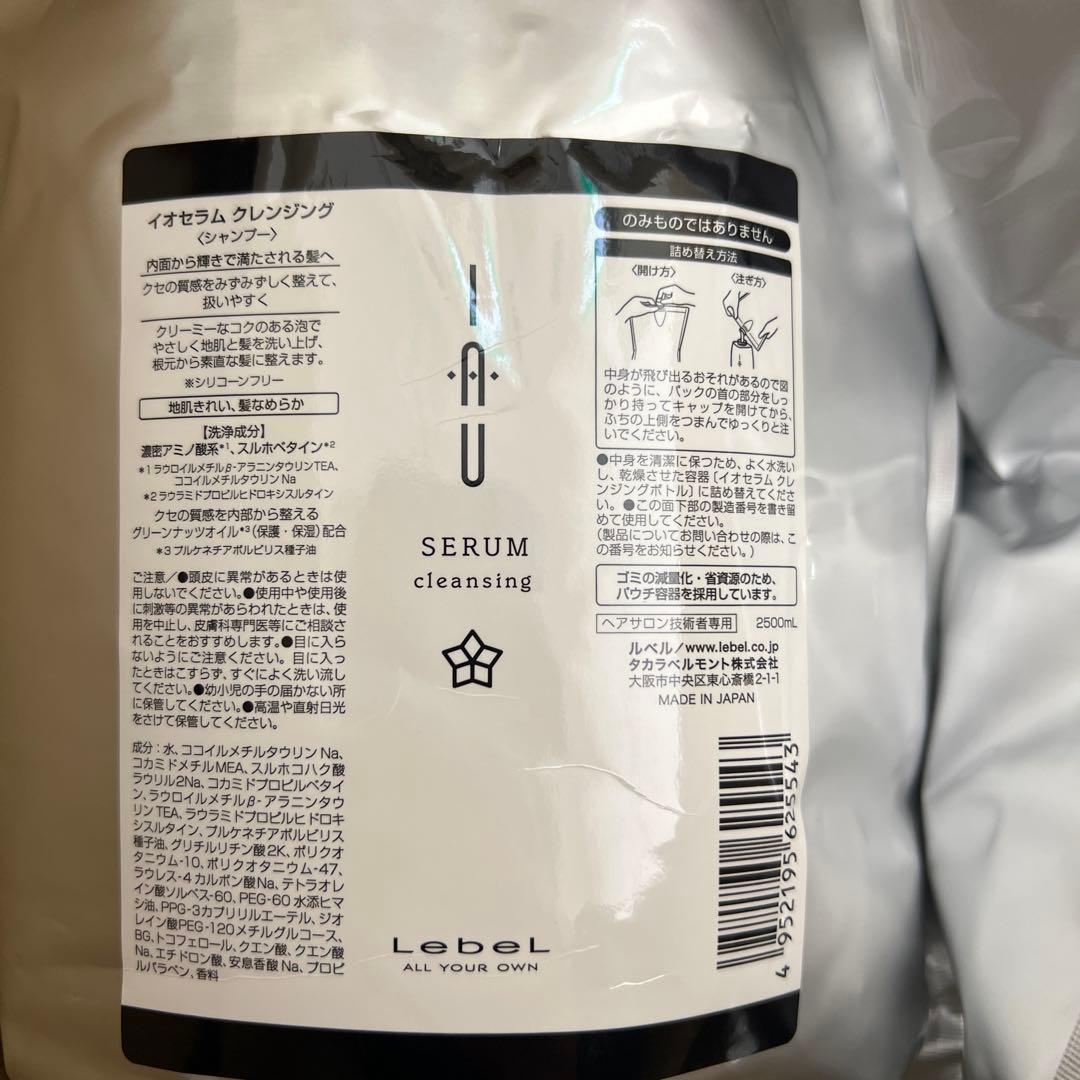 イオセラム クレンジング
〈シャンプー〉
内面から輝きで満たされる髪へ
クセの質感をみずみずしく整えて、
扱いやすく
クリーミーなコクのある泡で
やさしく地肌と髪を洗い上げ、
根元から素直な髪に整えます。
※シリコーンフリー
地肌きれい、髪なめらか
【洗浄成分】
濃密アミノ酸系*1、スルホベタイン*2
*1 ラウロイルメチルβ-アラニンタウリンTEA、
ココイルメチルタウリンNa
*2 ラウラミドプロピルヒドロキシスルタイン
クセの質感を内部から整える
グリーンナッツオイル*3(保護・保湿)配合
*3 プルケネチアボルビリス種子油
ご注意/●頭皮に異常があるときは使
用しないでください。●使用中や使用後
に刺激等の異常があらわれたときは、使
用を中止し、皮膚科専門医等にご相談さ
れることをおすすめします。●目に入ら
ないようにご注意ください。目に入っ
たときはこすらず、すぐによく洗い流し
てください。●幼小児の手の届かない所
に保管してください。●高温や直射日光
をさけて保管してください。
成分:水、ココイルメチルタウリンNa、
コカミドメチルMEA、スルホコハク酸
ラウリル2Na、コカミドプロピルベタイ
ン、ラウロイルメチルβ-アラニンタウ
リンTEA、ラウラミドプロピルヒドロキ
シスルタイン、プルケネチアボルビリス
種子油、グリチルリチン酸2K、ポリクオ
タニウム-10、ポリクオタニウム-47、
ラウレス-4カルボン酸Na、テトラオレ
イン酸ソルベス-60、PEG-60水添ヒマ
シ油、PPG-3カプリリルエーテル、ジオ
レイン酸PEG-120メチルグルコース、
BG、トコフェロール、クエン酸、クエン酸
Na、エチドロン酸、安息香酸Na、プロピ
ルパラベン、香料
IAU
SERUM
cleansing
LebeL
ALL YOUR OWN
のみものではありません
詰め替え方法
〈開け方〉 〈注ぎ方〉
中身が飛び出るおそれがあるので図
のように、パックの首の部分をしっ
かり持ってキャップを開けてから、
ふちの上側をつまんでゆっくりと注
いでください。
●中身を清潔に保つため、よく水洗い
し、乾燥させた容器〔イオセラム クレ
ンジングボトル〕に詰め替えてくださ
い。●この面下部の製造番号を書き留
めて使用してください。
(製品についてお問い合わせの際は、こ
の番号をお知らせください。)
ゴミの減量化・省資源のため、
パウチ容器を採用しています。
ヘアサロン技術者専用 2500mL
ルベル/www.lebel.co.jp
タカラベルモント株式会社
大阪市中央区東心斎橋2-1-1
MADE IN JAPAN
4952195625543